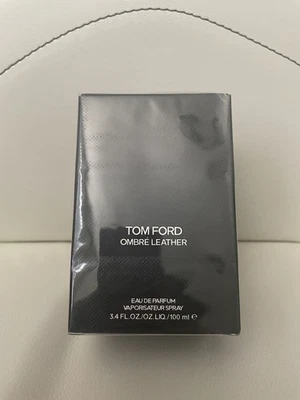 TOM FORD
OMBRÉ LEATHER
EAU DE PARFUM
VAPORISATEUR SPRAY
3.4 FL.OZ./OZ.LIQ./100 ml ℮